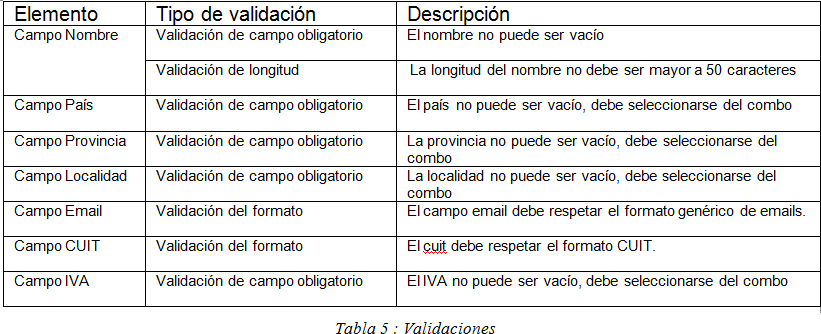 Elemento Tipo de validación Descripción
Campo Nombre Validación de campo obligatorio El nombre no puede ser vacío
Validación de longitud La longitud del nombre no debe ser mayor a 50 caracteres
Campo País Validación de campo obligatorio El país no puede ser vacío, debe seleccionarse del combo
Campo Provincia Validación de campo obligatorio La provincia no puede ser vacío, debe seleccionarse del
combo
Campo Localidad Validación de campo obligatorio La localidad no puede ser vacío, debe seleccionarse del
combo
Campo Email Validación del formato El campo email debe respetar el formato genérico de emails.
Campo CUIT Validación del formato El cuit debe respetar el formato CUIT.
Campo IVA Validación de campo obligatorio El IVA no puede ser vacío, debe seleccionarse del combo
Tabla 5 : Validaciones